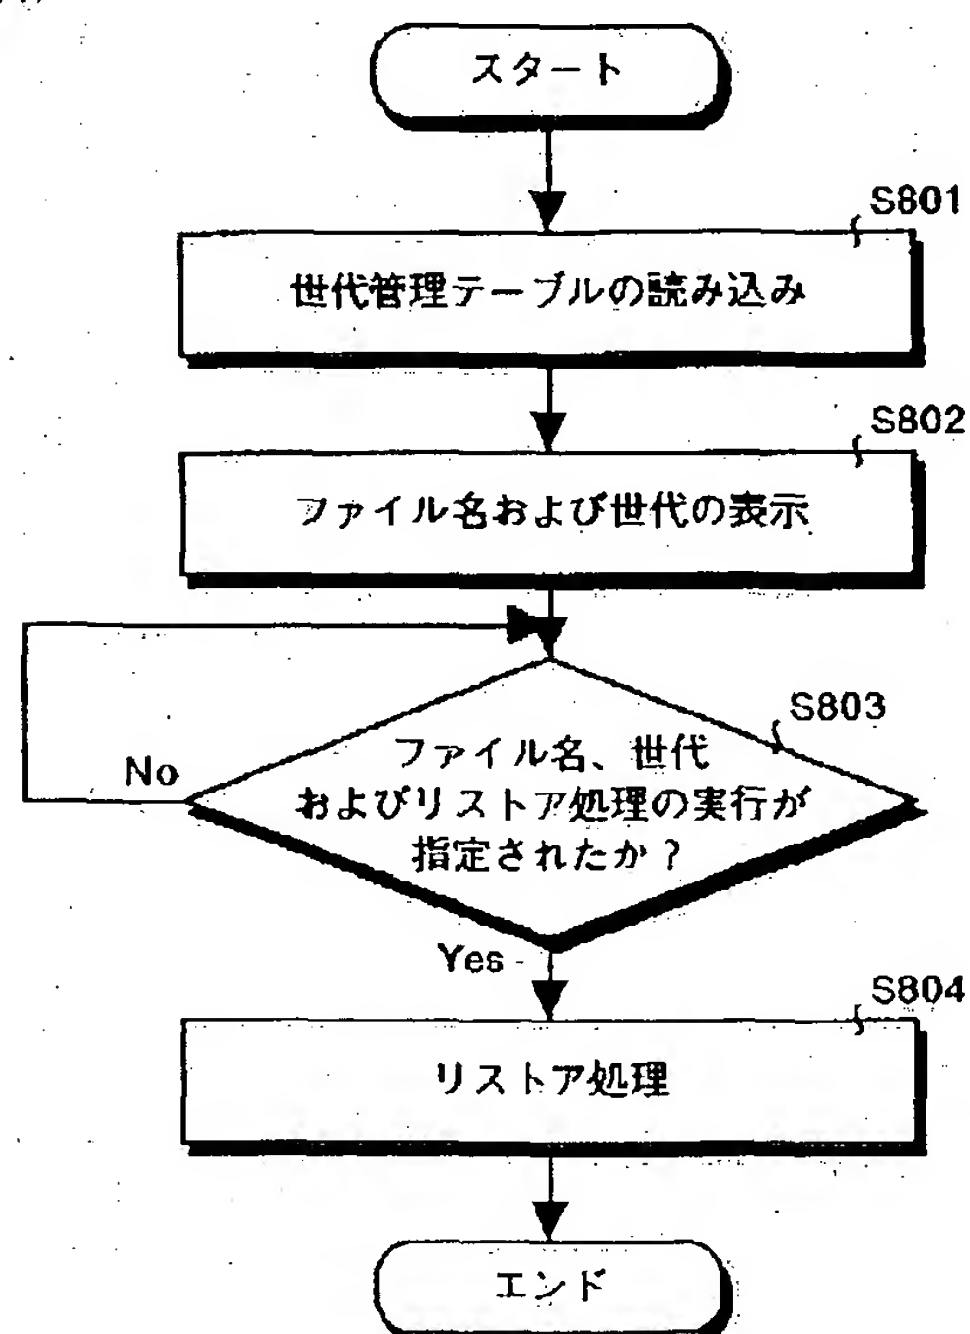 スタート
S801
世代管理テーブルの読み込み
S802
ファイル名および世代の表示
S803
ファイル名、世代
No
およびリストア処理の実行が
指定されたか？
Yes
S804
リストア処理
エンド